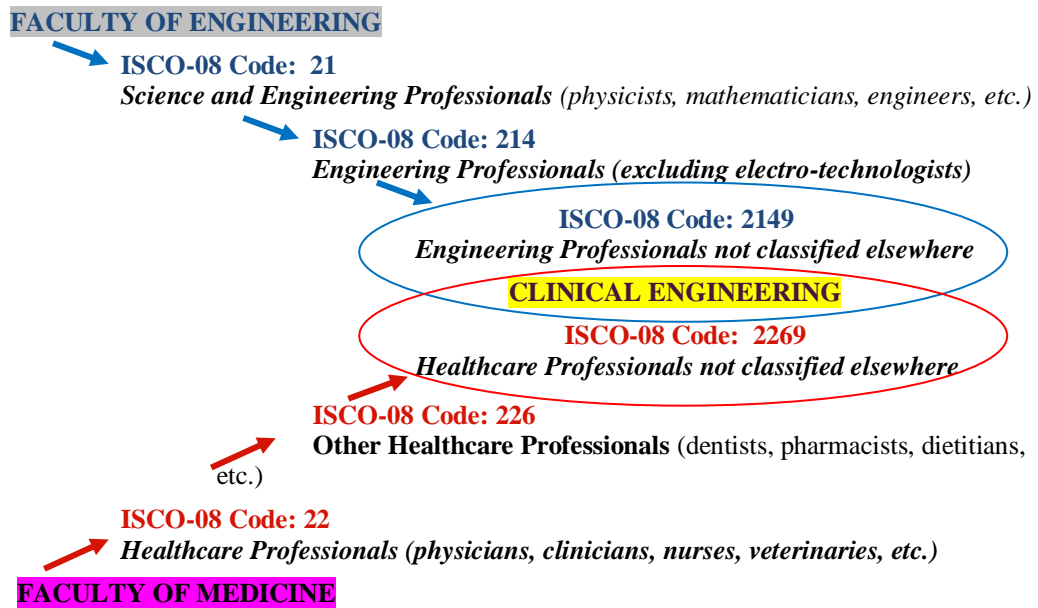 FACULTY OF ENGINEERING
ISCO-08 Code: 21
Science and Engineering Professionals (physicists, mathematicians, engineers, etc.)
ISCO-08 Code: 214
Engineering Professionals (excluding electro-technologists)
ISCO-08 Code: 2149
Engineering Professionals not classified elsewhere
CLINICAL ENGINEERING
ISCO-08 Code: 2269
Healthcare Professionals not classified elsewhere
ISCO-08 Code: 226
Other Healthcare Professionals (dentists, pharmacists, dietitians,
etc.)
ISCO-08 Code: 22
Healthcare Professionals (physicians, clinicians, nurses, veterinaries, etc.)
FACULTY OF MEDICINE